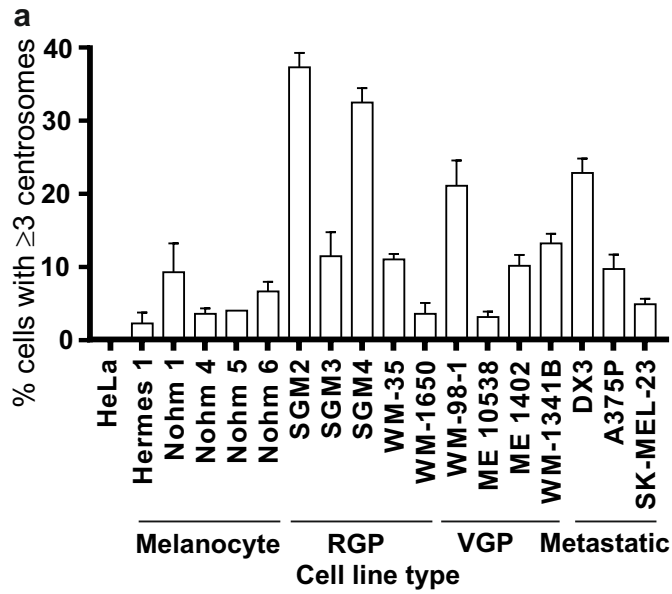 a
% cells with ≥3 centrosomes
40
30
20
10
0
HeLa
Hermes 1
Nohm 1
Nohm 4
Nohm 5
Nohm 6
SGM2
SGM3
SGM4
WM-35
WM-1650
WM-98-1
ME 10538
ME 1402
WM-1341B
DX3
A375P
SK-MEL-23
Melanocyte
RGP
VGP
Metastatic
Cell line type